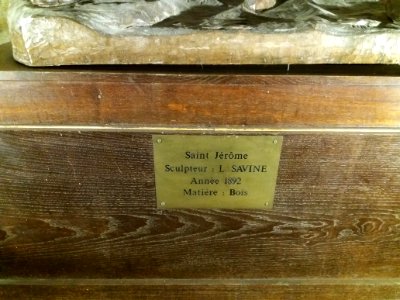 Saint Jérôme
Sculpteur : L. SAVINE
Année 1892
Matière : Bois